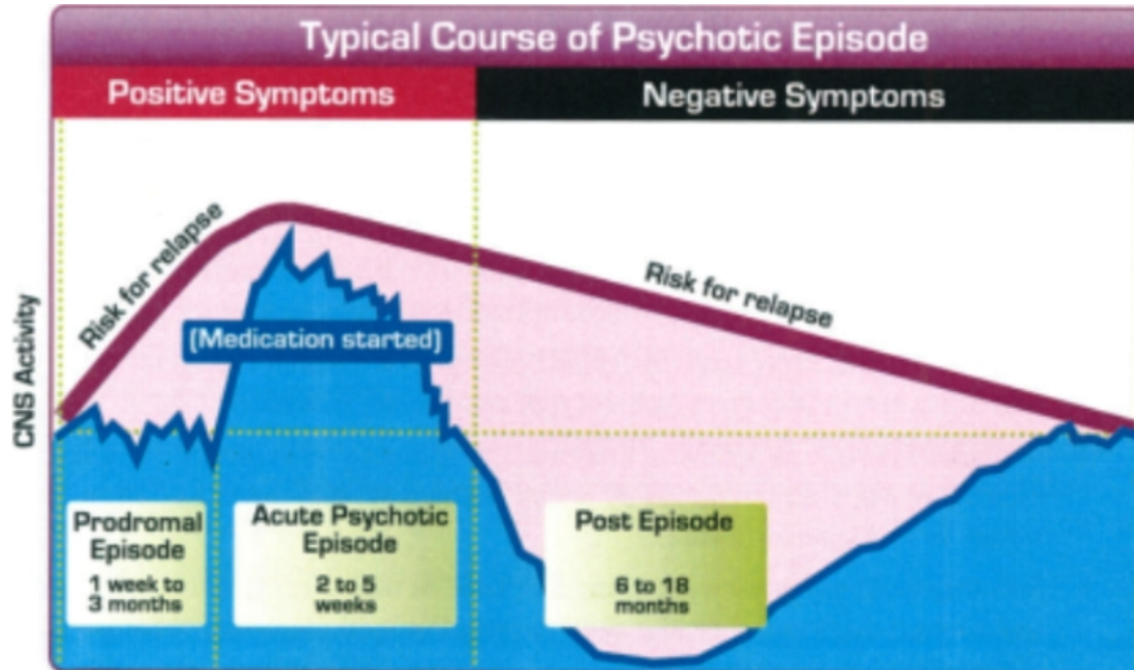 Typical Course of Psychotic Episode
Positive Symptoms
Negative Symptoms
CNS Activity
Risk for relapse
Risk for relapse
(Medication started)
Prodromal
Episode
1 week to
3 months
Acute Psychotic
Episode
2 to 5
weeks
Post Episode
6 to 18
months